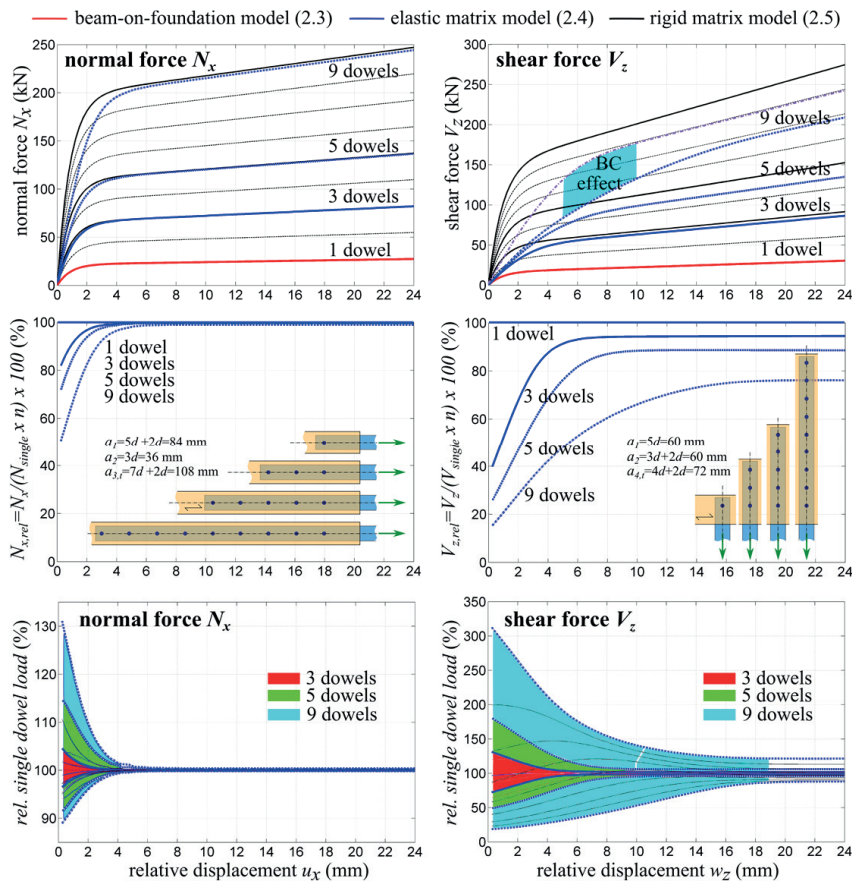 beam-on-foundation model (2.3) elastic matrix model (2.4) rigid matrix model (2.5)
normal force Nx
normal force Nx (kN)
250
200
150
100
50
0
9 dowels
5 dowels
3 dowels
1 dowel
0 2 4 6 8 10 12 14 16 18 20 22 24
shear force Vz
shear force Vz (kN)
300
250
200
150
100
50
0
9 dowels
BC
effect
5 dowels
3 dowels
1 dowel
0 2 4 6 8 10 12 14 16 18 20 22 24
Nx,rel=Nx/(Nsingle x n) x 100 (%)
100
80
60
40
20
0
1 dowel
3 dowels
5 dowels
9 dowels
a1=5d +2d=84 mm
a2=3d=36 mm
a3,t=7d +2d=108 mm
0 2 4 6 8 10 12 14 16 18 20 22 24
Vz,rel=Vz/(Vsingle x n) x 100 (%)
100
80
60
40
20
0
1 dowel
3 dowels
5 dowels
9 dowels
a1=5d=60 mm
a2=3d+2d=60 mm
a4,t=4d+2d=72 mm
0 2 4 6 8 10 12 14 16 18 20 22 24
normal force Nx
rel. single dowel load (%)
130
120
110
100
90
3 dowels
5 dowels
9 dowels
0 2 4 6 8 10 12 14 16 18 20 22 24
relative displacement ux (mm)
shear force Vz
rel. single dowel load (%)
350
300
250
200
150
100
50
0
3 dowels
5 dowels
9 dowels
0 2 4 6 8 10 12 14 16 18 20 22 24
relative displacement wz (mm)